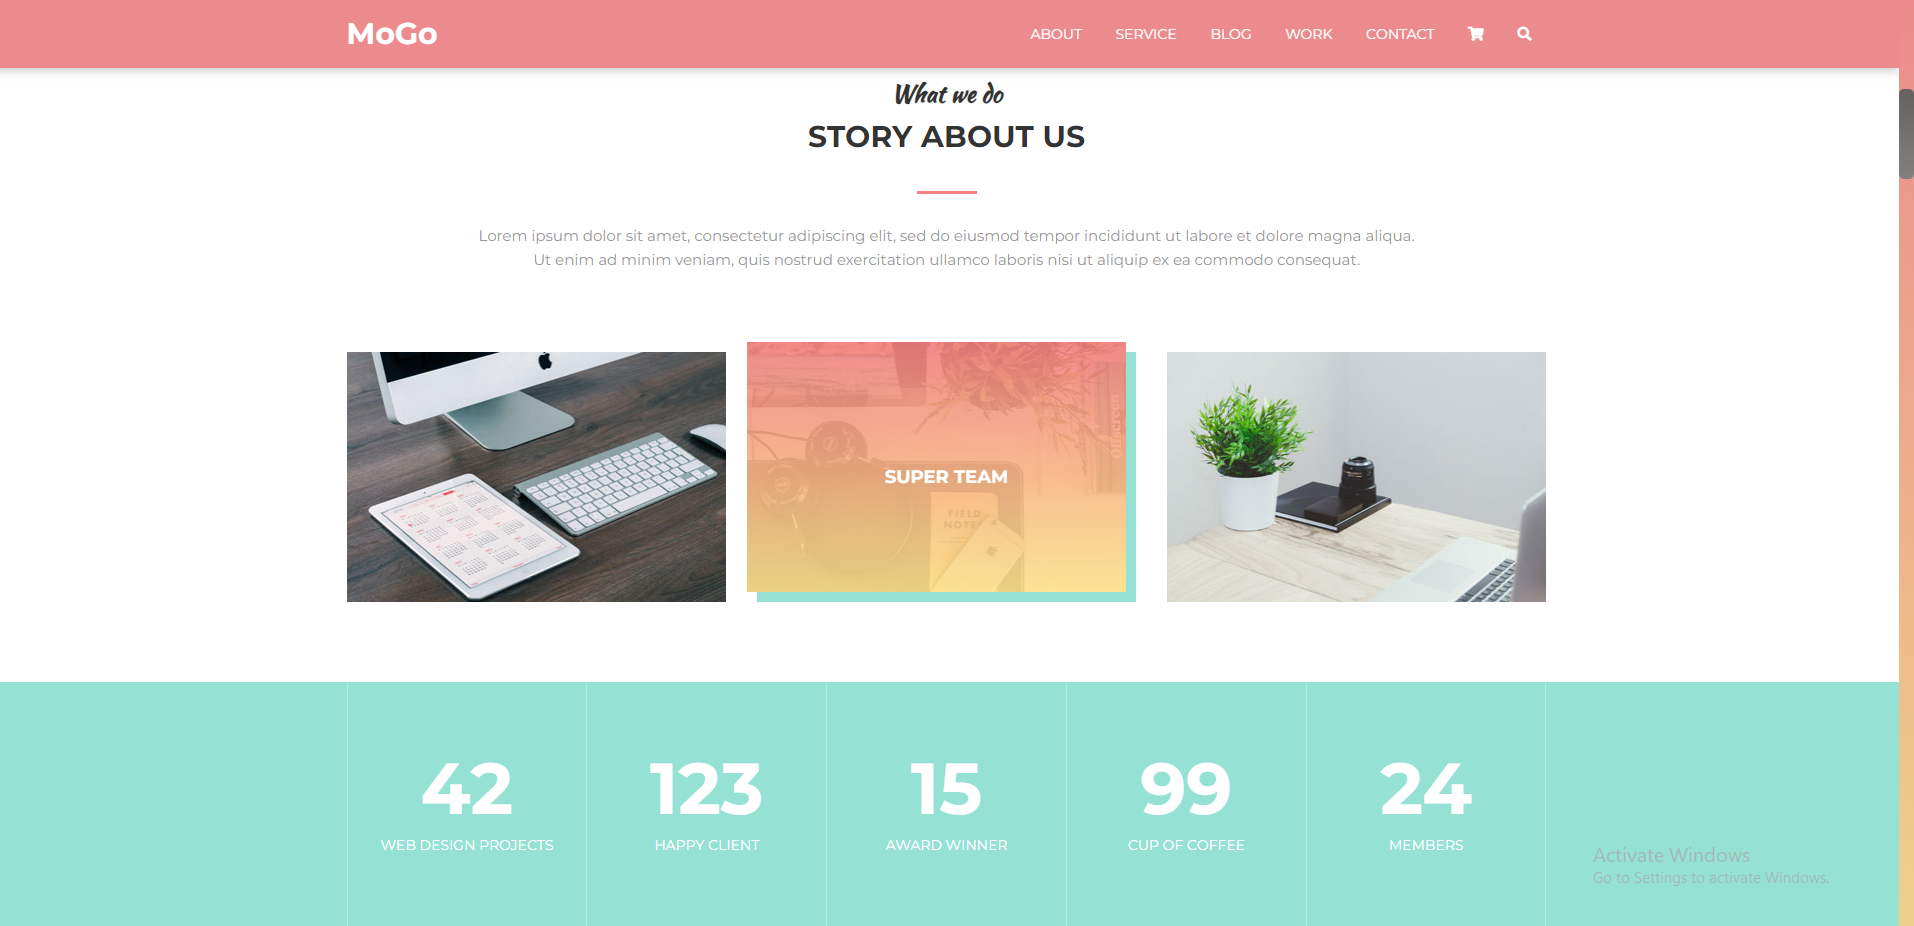 MoGo
ABOUT SERVICE BLOG WORK CONTACT
What we do
STORY ABOUT US
Lorem ipsum dolor sit amet, consectetur adipiscing elit, sed do eiusmod tempor incididunt ut labore et dolore magna aliqua.
Ut enim ad minim veniam, quis nostrud exercitation ullamco laboris nisi ut aliquip ex ea commodo consequat.
Offscreen
SUPER TEAM
FIELD
NOTES
42 123 15 99 24
WEB DESIGN PROJECTS HAPPY CLIENT AWARD WINNER CUP OF COFFEE MEMBERS
Activate Windows
Go to Settings to activate Windows.